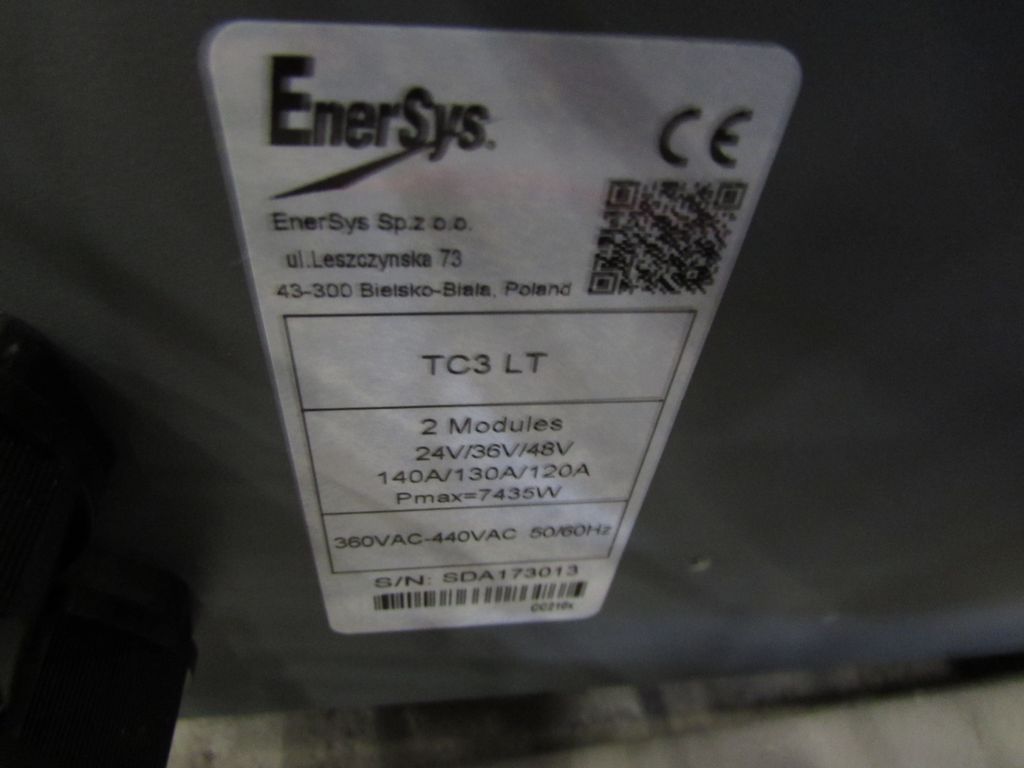 EnerSys.
CE
EnerSys Sp.z o.o.
ul.Leszczynska 73
43-300 Bielsko-Biala, Poland
TC3 LT
2 Modules
24V/36V/48V
140A/130A/120A
Pmax=7435W
360VAC-440VAC 50/60Hz
S/N: SDA173013